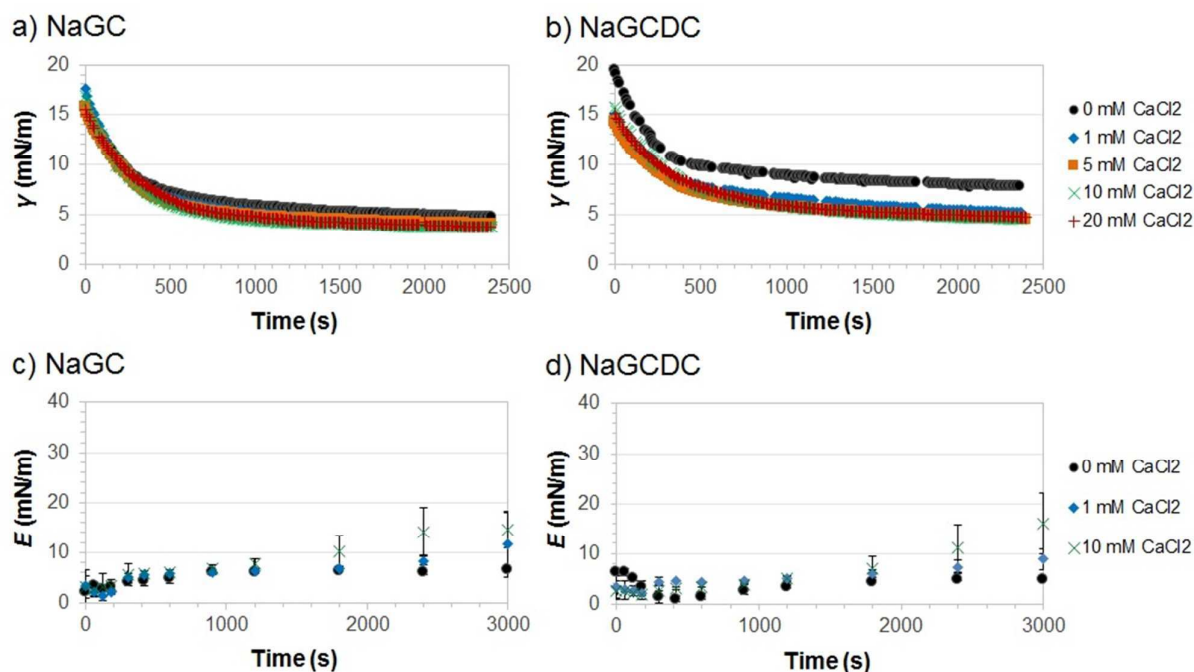 a) NaGC
b) NaGCDC
20
15
10
5
0
γ (mN/m)
0 500 1000 1500 2000 2500
Time (s)
20
15
10
5
0
γ (mN/m)
0 500 1000 1500 2000 2500
Time (s)
0 mM CaCl2
1 mM CaCl2
5 mM CaCl2
10 mM CaCl2
20 mM CaCl2
c) NaGC
d) NaGCDC
40
30
20
10
0
E (mN/m)
0 1000 2000 3000
Time (s)
40
30
20
10
0
E (mN/m)
0 1000 2000 3000
Time (s)
0 mM CaCl2
1 mM CaCl2
10 mM CaCl2